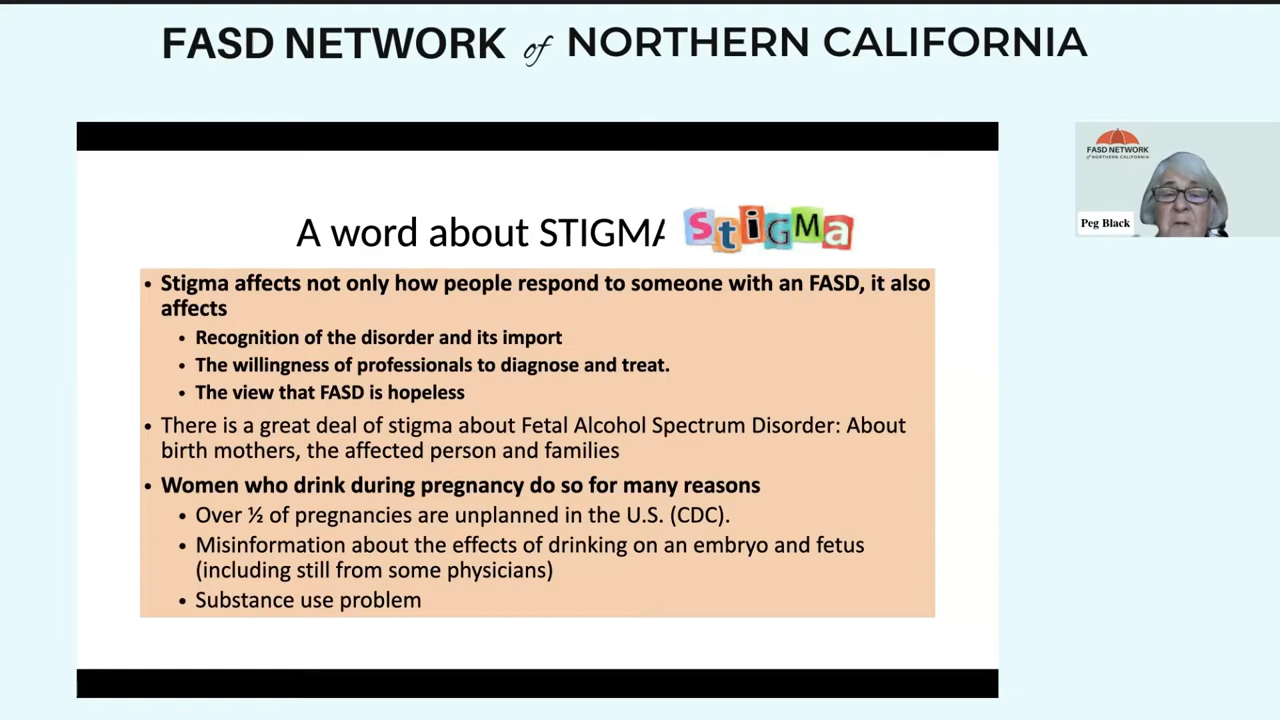 FASD NETWORK of NORTHERN CALIFORNIA
A word about STIGMA StiGMa
• Stigma affects not only how people respond to someone with an FASD, it also
affects
• Recognition of the disorder and its import
• The willingness of professionals to diagnose and treat.
• The view that FASD is hopeless
• There is a great deal of stigma about Fetal Alcohol Spectrum Disorder: About
birth mothers, the affected person and families
• Women who drink during pregnancy do so for many reasons
• Over ½ of pregnancies are unplanned in the U.S. (CDC).
• Misinformation about the effects of drinking on an embryo and fetus
(including still from some physicians)
• Substance use problem
FASD NETWORK
of NORTHERN CALIFORNIA
Peg Black